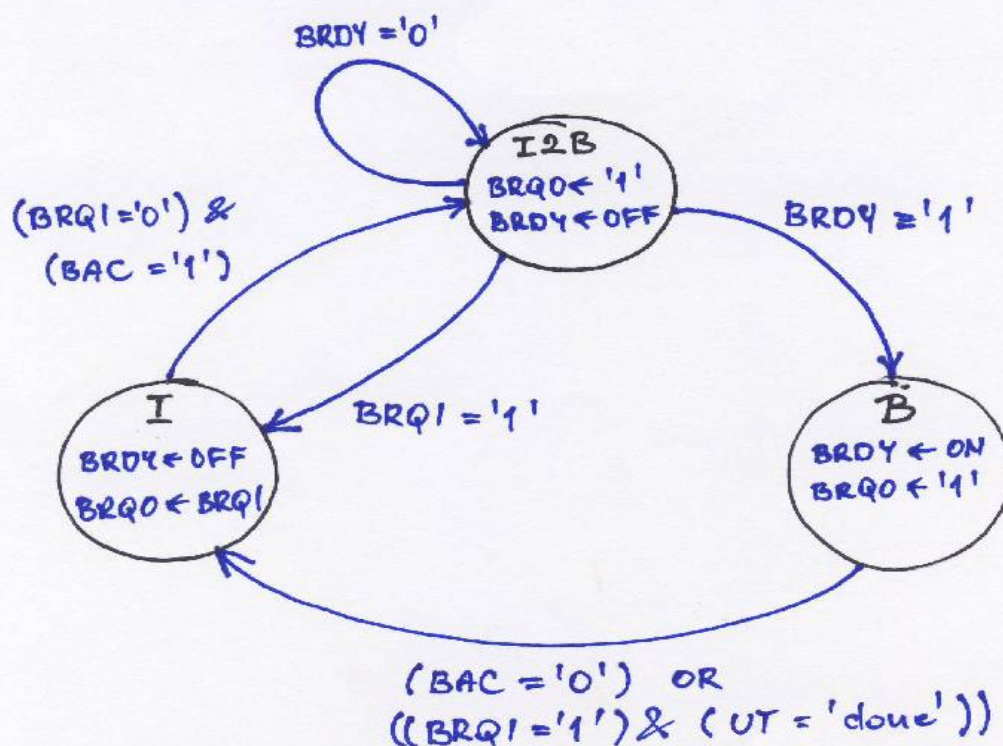 BRDY = '0'
I2B
BRQO ← '1'
BRDY ← OFF
(BRQI = '0') &
(BAC = '1')
BRDY = '1'
BRQI = '1'
I
BRDY ← OFF
BRQO ← BRQI
B
BRDY ← ON
BRQO ← '1'
(BAC = '0') OR
((BRQI = '1') & (UT = 'done'))